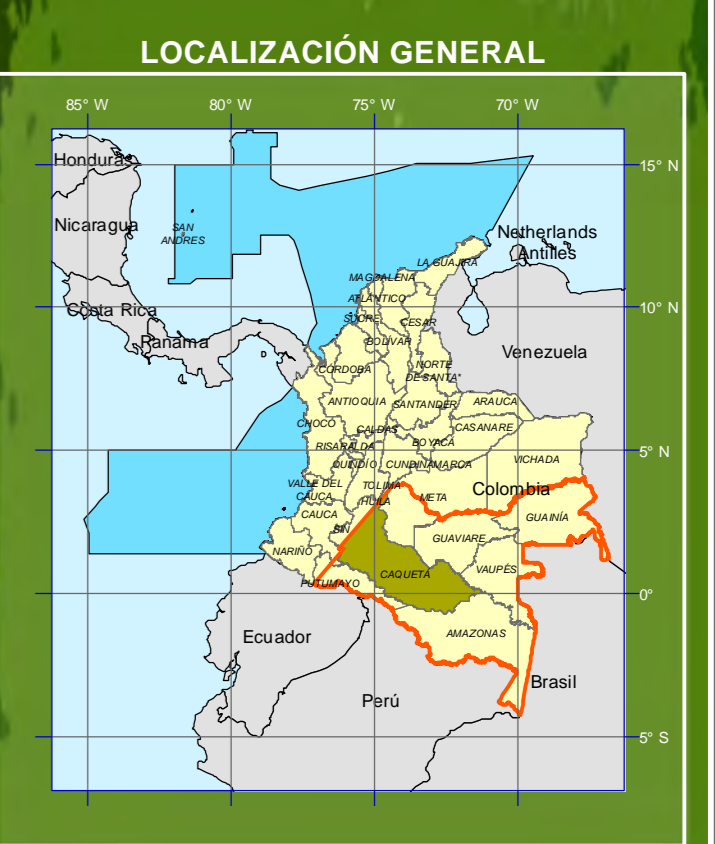 LOCALIZACIÓN GENERAL
85° W 80° W 75° W 70° W
15° N
Honduras
Nicaragua
SAN
ANDRES
Netherlands
Antilles
LA GUAJIRA
MAGDALENA
ATLÁNTICO
10° N
Costa Rica
SUCRE
CESAR
Panama
BOLÍVAR
Venezuela
CÓRDOBA
NORTE
DE SANTA*
ANTIOQUIA
SANTANDER
ARAUCA
CHOCÓ
CALDAS
CASANARE
RISARALDA
BOYACÁ
5° N
QUINDÍO
CUNDINAMARCA
VICHADA
VALLE DEL
CAUCA
TOLIMA
META
Colombia
HUILA
CAUCA
GUAINÍA
SIN
NARIÑO
GUAVIARE
CAQUETÁ
VAUPÉS
PUTUMAYO
0°
Ecuador
AMAZONAS
Perú
Brasil
5° S